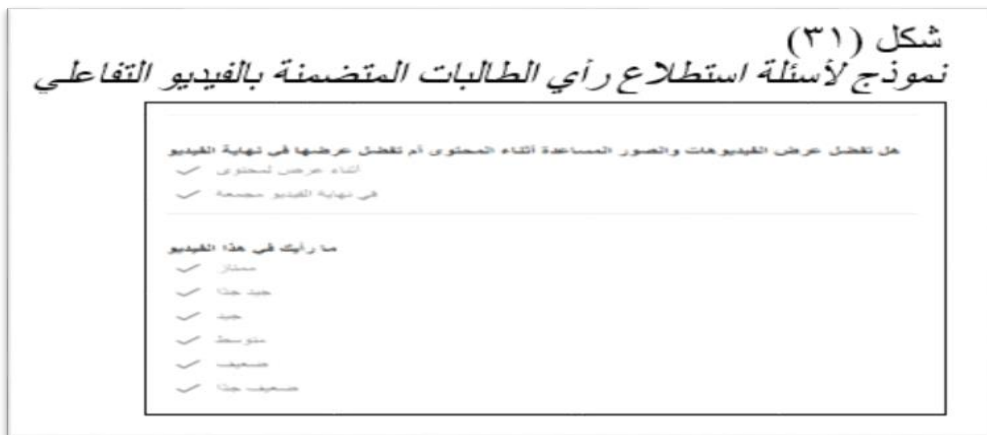 شكل (٣١)
نموذج لأسئلة استطلاع رأي الطالبات المتضمنة بالفيديو التفاعلي
هل تفضل عرض الفيديوهات والصور المساعدة أثناء المحتوى أم تفضل عرضها في نهاية الفيديو
أثناء عرض لمحتوى
في نهاية الفيديو مجمعة
ما رأيك في هذا الفيديو
ممتاز
جيد جدا
جيد
متوسط
ضعيف
ضعيف جدا